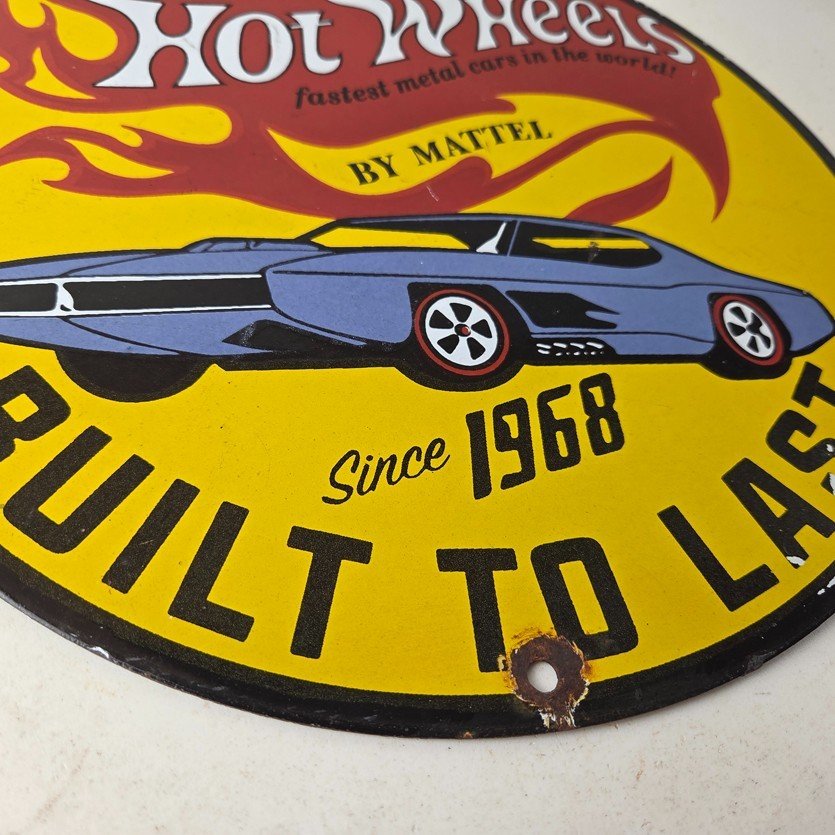 Hot Wheels
fastest metal cars in the world!
BY MATTEL
Since 1968
BUILT TO LAST